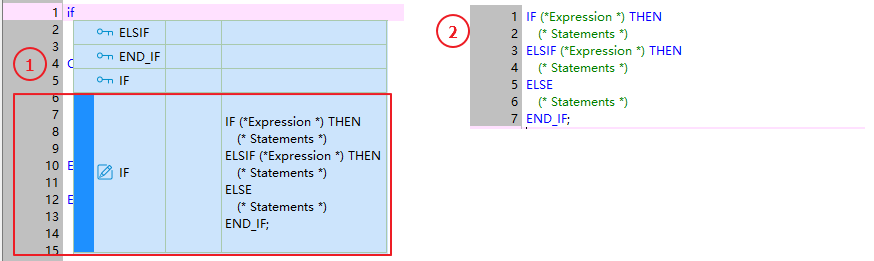 1 if
2 ELSIF
3 END_IF
4 C
5 IF
6
7 IF (*Expression *) THEN
8 (* Statements *)
9 ELSIF (*Expression *) THEN
10 E IF (* Statements *)
11 ELSE
12 E (* Statements *)
13 END_IF;
14
15
1
2
1 IF (*Expression *) THEN
2 (* Statements *)
3 ELSIF (*Expression *) THEN
4 (* Statements *)
5 ELSE
6 (* Statements *)
7 END_IF;